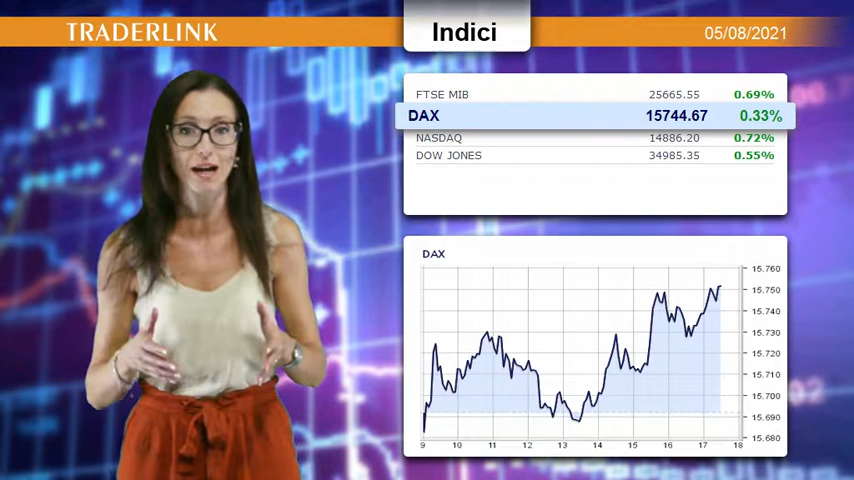 TRADERLINK
Indici
05/08/2021
FTSE MIB 25665.55 0.69%
DAX 15744.67 0.33%
NASDAQ 14886.20 0.72%
DOW JONES 34985.35 0.55%
DAX
15.760
15.750
15.740
15.730
15.720
15.710
15.700
15.690
15.680
9 10 11 12 13 14 15 16 17 18